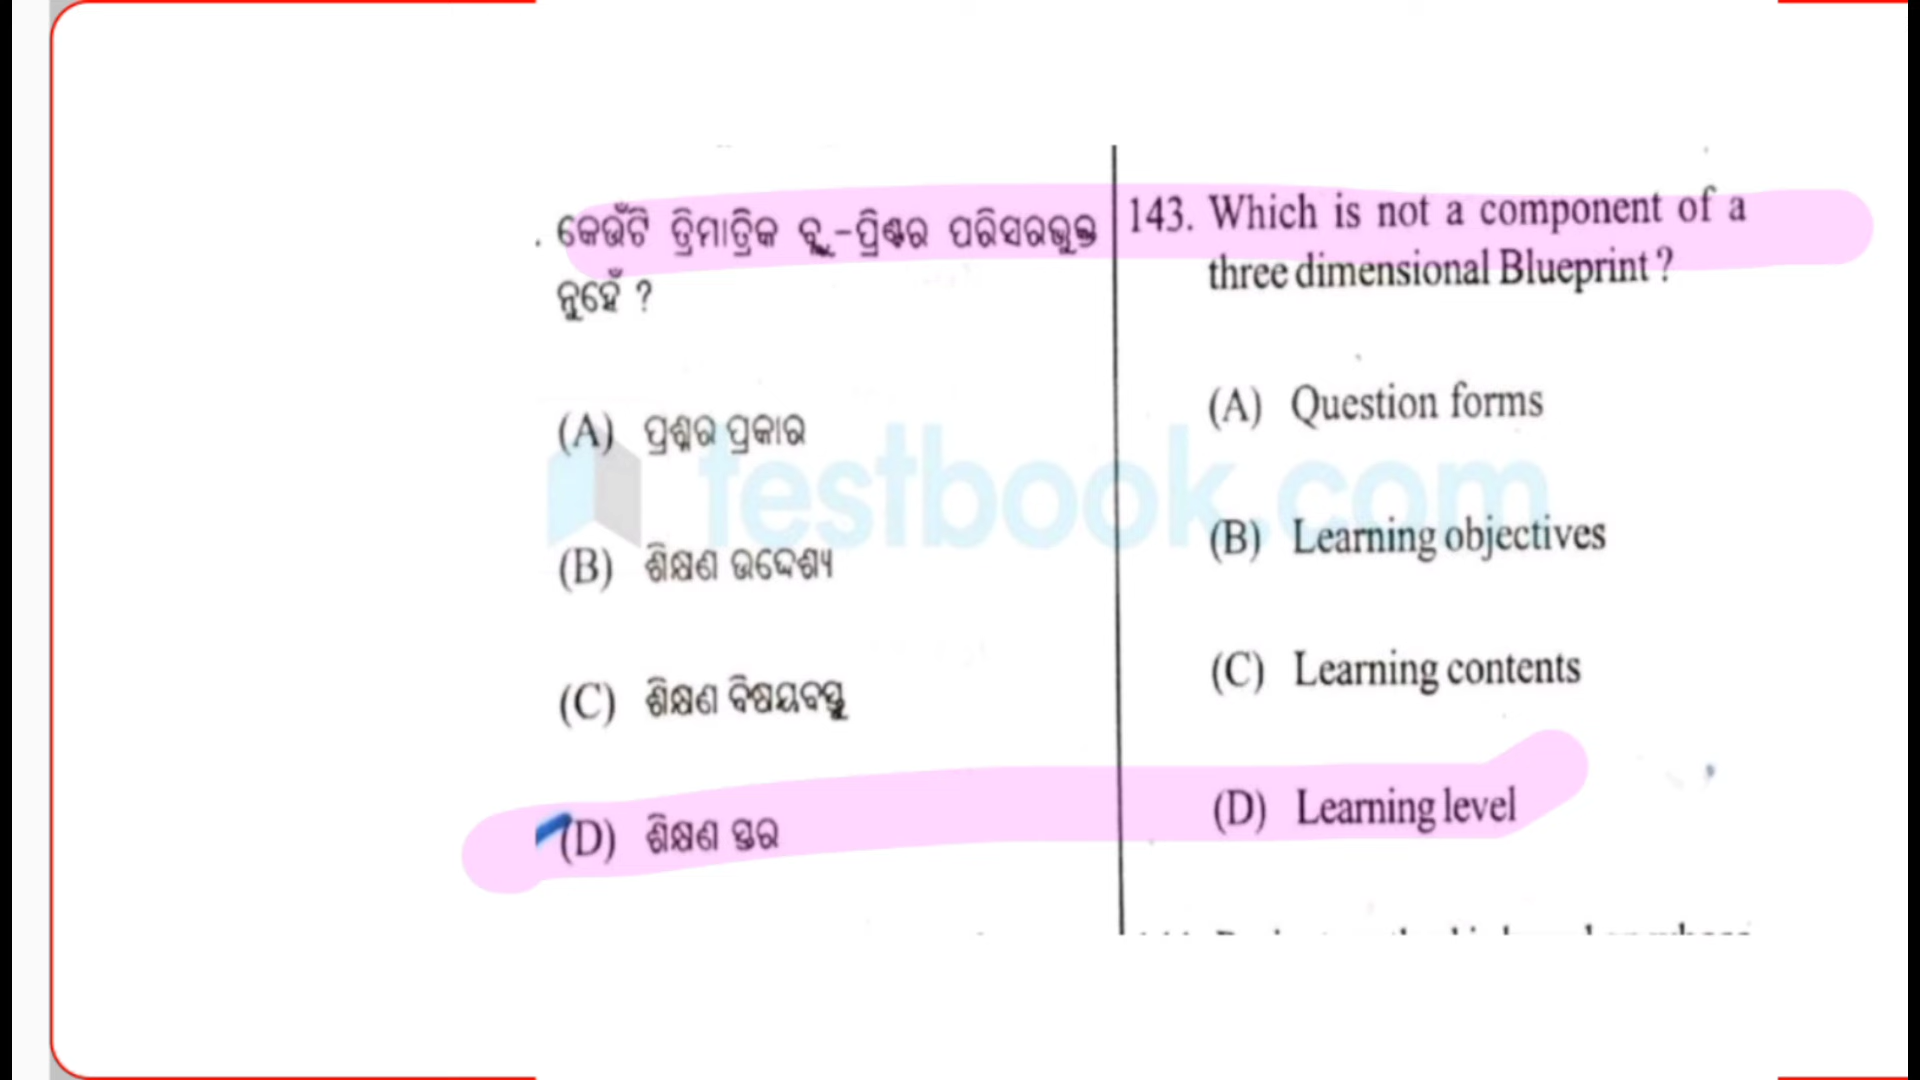 . କେଉଁଟି ତ୍ରିମାତ୍ରିକ ବ୍ଲୁ-ପ୍ରିଣ୍ଟର ପରିସରଭୁକ୍ତ
ନୁହେଁ ?
(A) ପ୍ରଶ୍ନର ପ୍ରକାର
(B) ଶିକ୍ଷଣ ଉଦ୍ଦେଶ୍ୟ
(C) ଶିକ୍ଷଣ ବିଷୟବସ୍ତୁ
(D) ଶିକ୍ଷଣ ସ୍ତର
143. Which is not a component of a
three dimensional Blueprint ?
(A) Question forms
(B) Learning objectives
(C) Learning contents
(D) Learning level
testbook.com